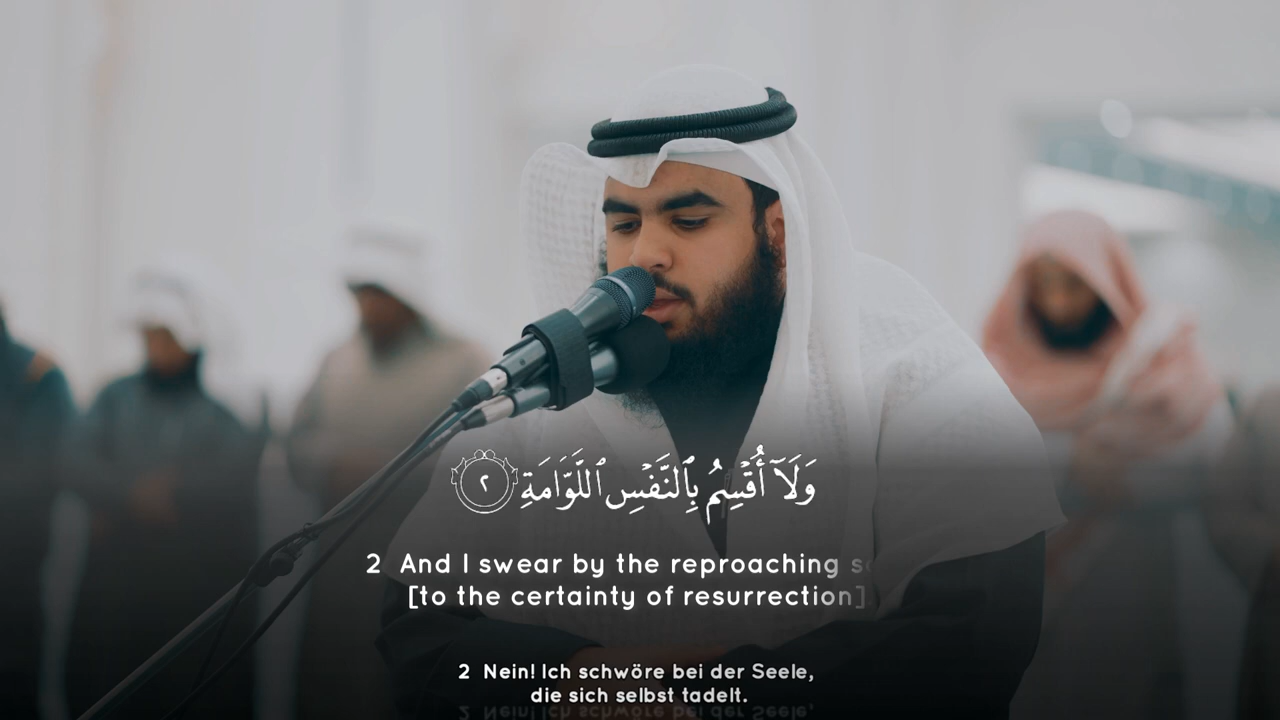 وَلَآ أُقْسِمُ بِٱلنَّفْسِ ٱللَّوَّامَةِ ٢
2 And I swear by the reproaching
[to the certainty of resurrection]
2 Nein! Ich schwöre bei der Seele,
die sich selbst tadelt.